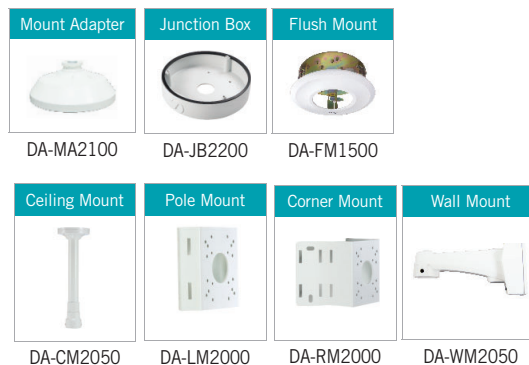 Mount Adapter
Junction Box
Flush Mount
DA-MA2100
DA-JB2200
DA-FM1500
Ceiling Mount
Pole Mount
Corner Mount
Wall Mount
DA-CM2050
DA-LM2000
DA-RM2000
DA-WM2050